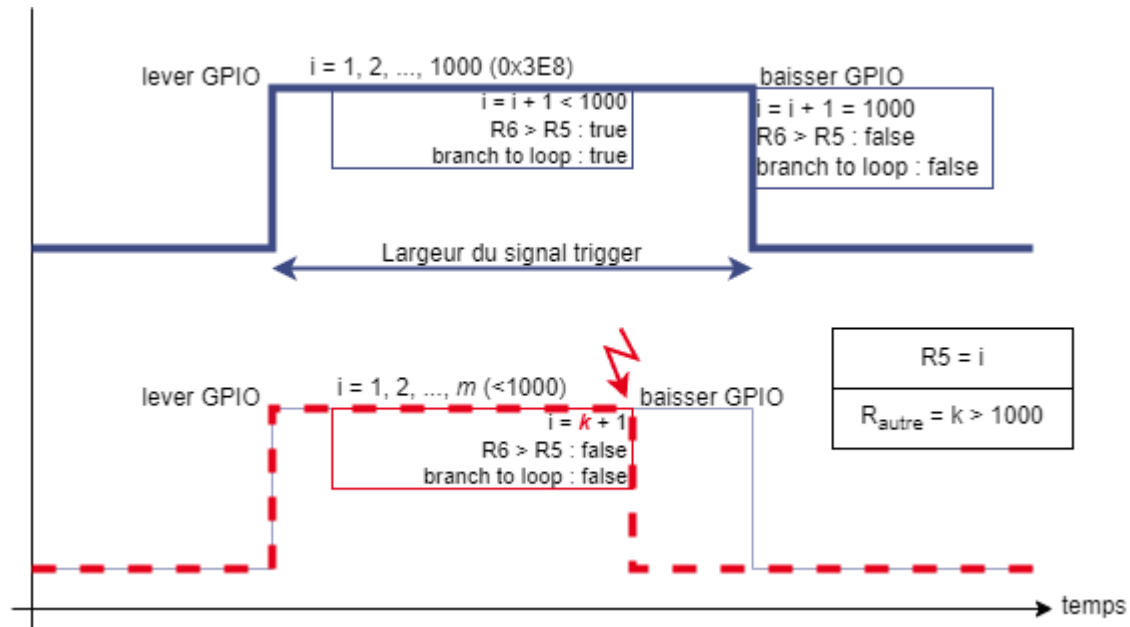 lever GPIO
i = 1, 2, ..., 1000 (0x3E8)
baisser GPIO
i = i + 1 < 1000
R6 > R5 : true
branch to loop : true
i = i + 1 = 1000
R6 > R5 : false
branch to loop : false
Largeur du signal trigger
lever GPIO
i = 1, 2, ..., m (<1000)
baisser GPIO
i = k + 1
R6 > R5 : false
branch to loop : false
R5 = i
Rautre = k > 1000
temps